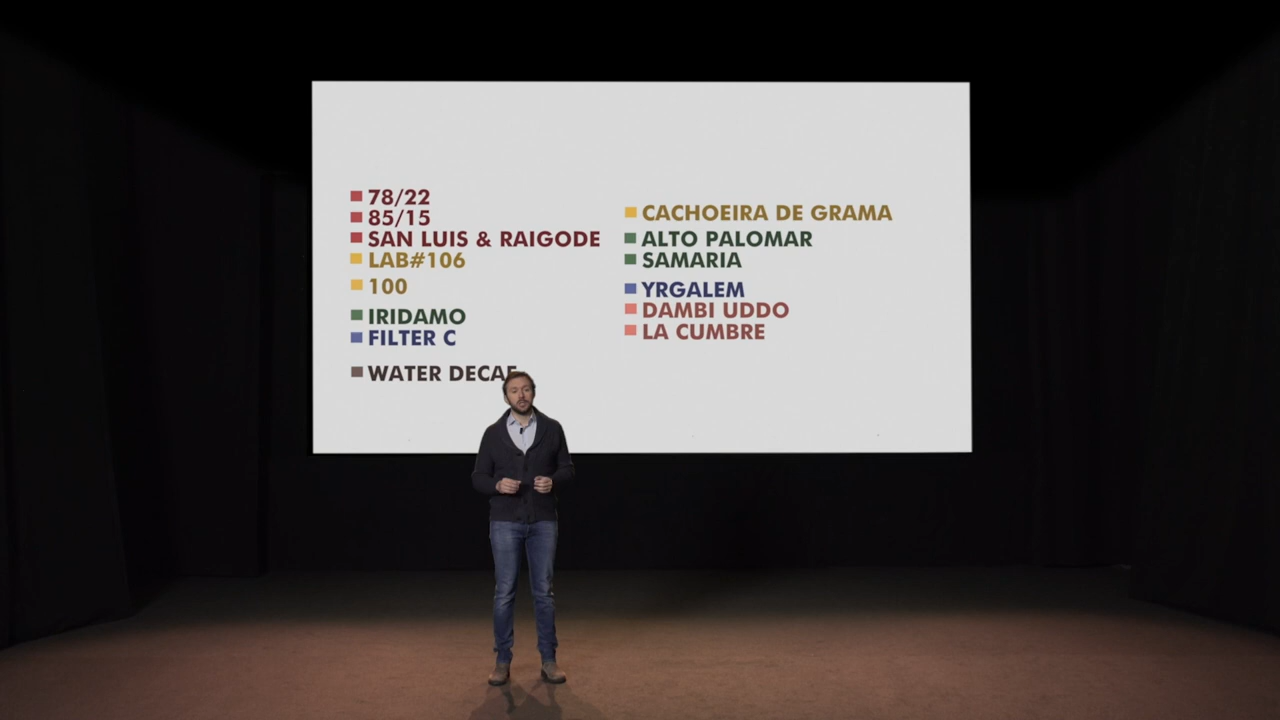 78/22
85/15
SAN LUIS & RAIGODE
LAB#106
100
IRIDAMO
FILTER C
WATER DECAF
CACHOEIRA DE GRAMA
ALTO PALOMAR
SAMARIA
YRGALEM
DAMBI UDDO
LA CUMBRE